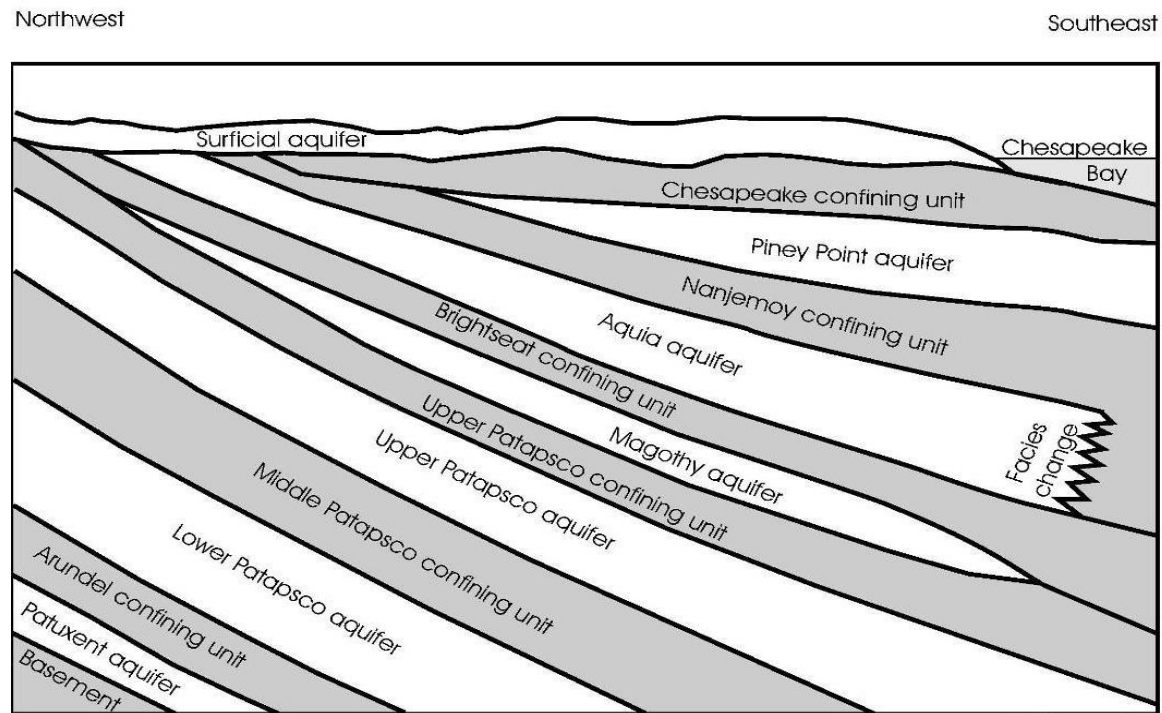 Northwest
Southeast
Surficial aquifer
Chesapeake
Bay
Chesapeake confining unit
Piney Point aquifer
Nanjemoy confining unit
Aquia aquifer
Brightseat confining unit
Facies
change
Magothy aquifer
Upper Patapsco confining unit
Upper Patapsco aquifer
Middle Patapsco confining unit
Lower Patapsco aquifer
Arundel confining unit
Patuxent aquifer
Basement